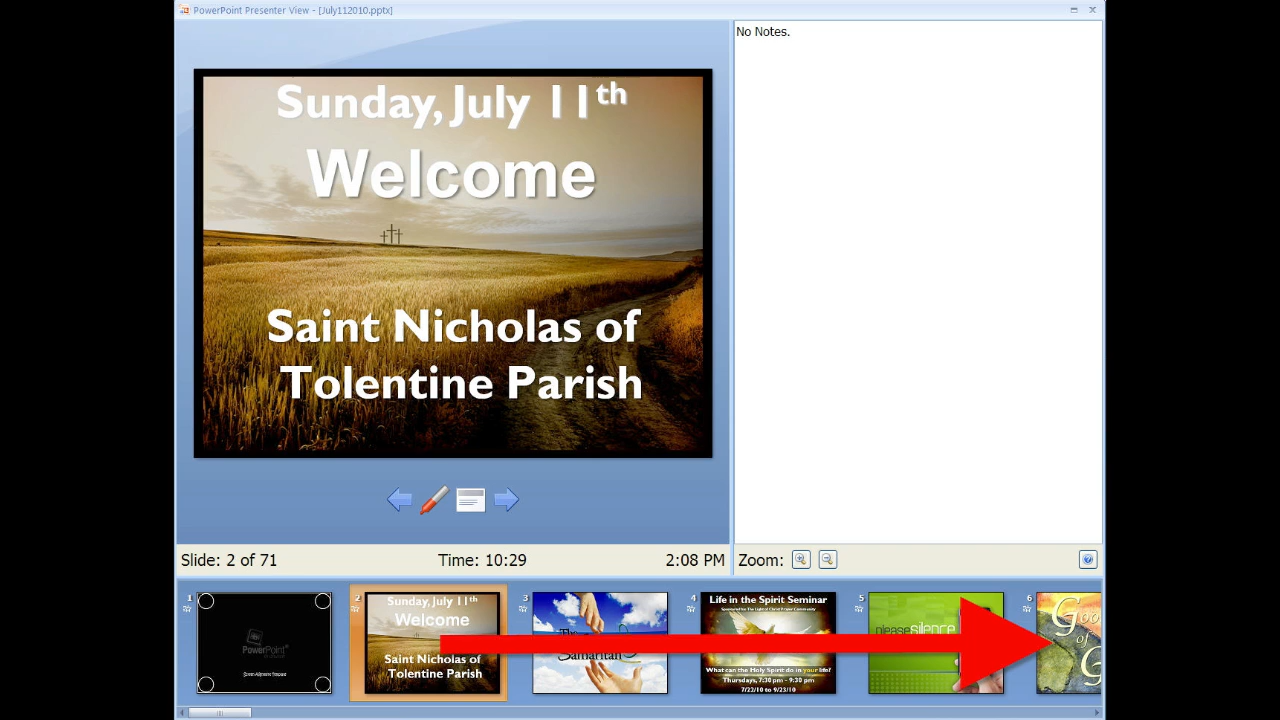 PowerPoint Presenter View - [July112010.pptx]
No Notes.
Sunday, July 11th
Welcome
Saint Nicholas of
Tolentine Parish
Slide: 2 of 71
Time: 10:29
2:08 PM
Zoom:
1
2
3
4
5
6
PowerPoint
Sunday, July 11th
Welcome
Saint Nicholas of
Tolentine Parish
Samaritan
Life in the Spirit Seminar
What can the Holy Spirit do in your life?
Thursdays, 7:30 pm - 9:30 pm
7/22/10 to 9/23/10
please silence
of